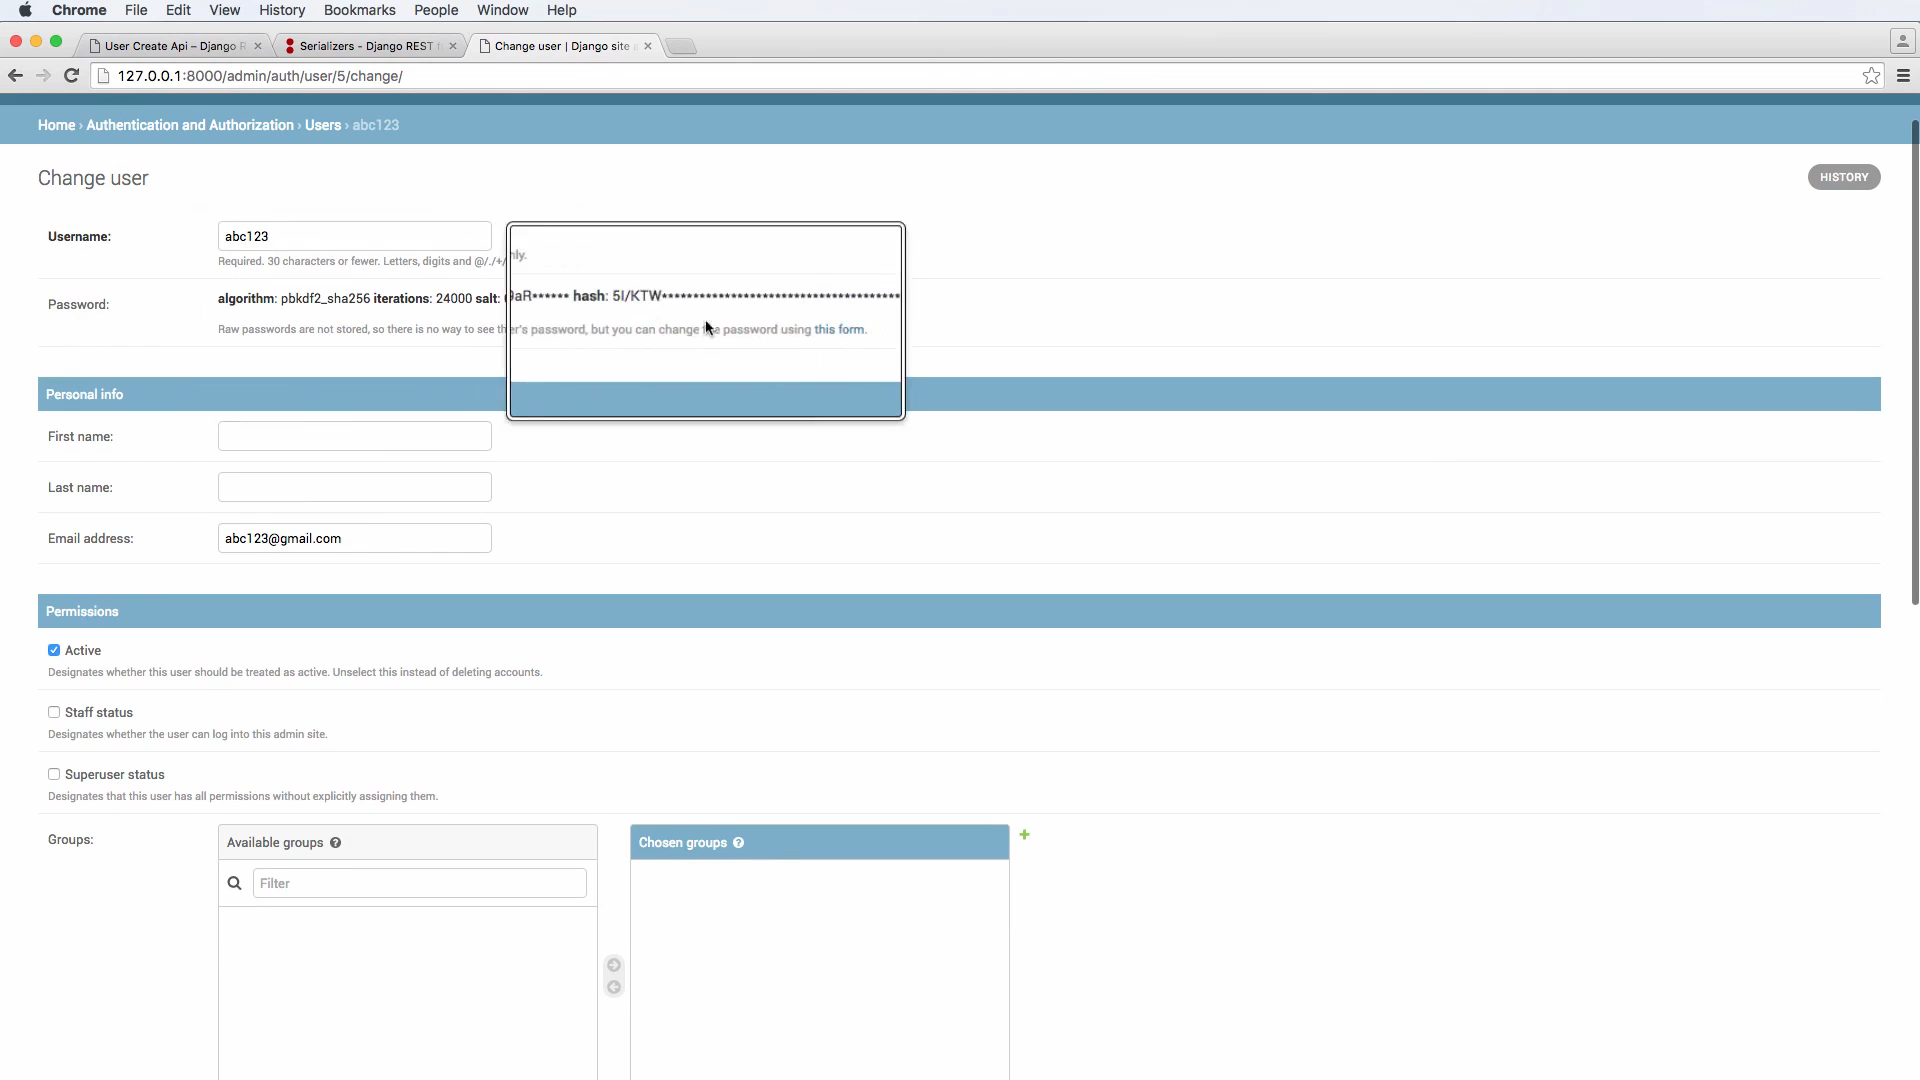 Chrome File Edit View History Bookmarks People Window Help
User Create Api – Django R
Serializers - Django REST f
Change user | Django site a
127.0.0.1:8000/admin/auth/user/5/change/
Home › Authentication and Authorization › Users › abc123
Change user
HISTORY
Username:
abc123
Required. 30 characters or fewer. Letters, digits and @/./+/
nly.
Password:
algorithm: pbkdf2_sha256 iterations: 24000 salt:
9aR****** hash: 5I/KTW**************************************
Raw passwords are not stored, so there is no way to see th er's password, but you can change password using this form.
Personal info
First name:
Last name:
Email address:
abc123@gmail.com
Permissions
Active
Designates whether this user should be treated as active. Unselect this instead of deleting accounts.
Staff status
Designates whether the user can log into this admin site.
Superuser status
Designates that this user has all permissions without explicitly assigning them.
Groups:
Available groups
Filter
Chosen groups